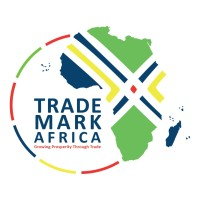 TRADE
MARK
AFRICA
Growing Prosperity Through Trade